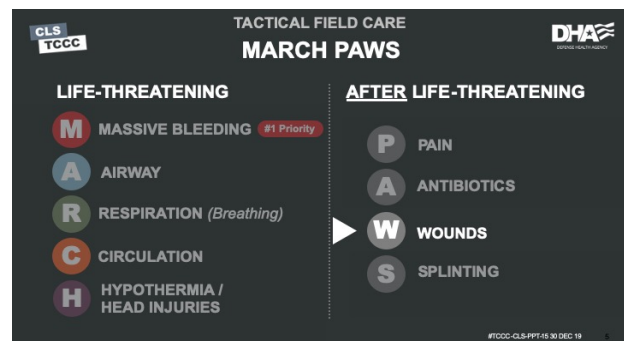 CLS
TCCC
TACTICAL FIELD CARE
MARCH PAWS
DHA
DEFENSE HEALTH AGENCY
LIFE-THREATENING
M MASSIVE BLEEDING #1 Priority
A AIRWAY
R RESPIRATION (Breathing)
C CIRCULATION
H HYPOTHERMIA /
HEAD INJURIES
AFTER LIFE-THREATENING
P PAIN
A ANTIBIOTICS
W WOUNDS
S SPLINTING
#TCCC-CLS-PPT-15 30 DEC 19